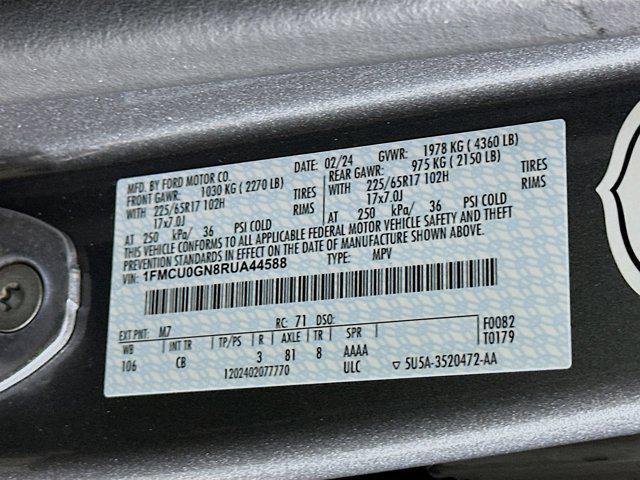 MFD. BY FORD MOTOR CO.
DATE: 02/24 GVWR: 1978 KG ( 4360 LB)
FRONT GAWR: 1030 KG ( 2270 LB) REAR GAWR: 975 KG ( 2150 LB)
WITH 225/65R17 102H TIRES WITH 225/65R17 102H TIRES
17x7.0J RIMS 17x7.0J RIMS
AT 250 kPa/ 36 PSI COLD AT 250 kPa/ 36 PSI COLD
THIS VEHICLE CONFORMS TO ALL APPLICABLE FEDERAL MOTOR VEHICLE SAFETY AND THEFT
PREVENTION STANDARDS IN EFFECT ON THE DATE OF MANUFACTURE SHOWN ABOVE.
VIN: 1FMCU0GN8RUA44588 TYPE: MPV
EXT PNT: M7 RC: 71 DSO: F0082
WB INT TR TP/PS R AXLE TR SPR T0179
106 CB 3 81 8 AAAA
1202402077770 ULC ▽ 5U5A-3520472-AA